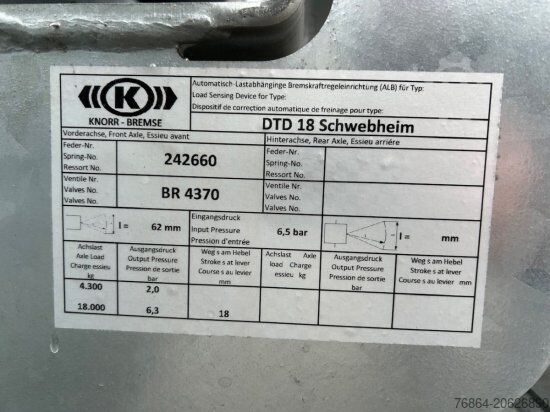 K
KNORR - BREMSE
Automatisch-Lastabhänginge Bremskraftregeleinrichtung (ALB) für Typ:
Load Sensing Device for Type:
Dispositif de correction automatique de freinage pour type:
DTD 18 Schwebheim
Vorderachse, Front Axle, Essieu avant
Hinterachse, Rear Axle, Essieu arriére
Feder-Nr.
Spring-No.
Ressort No.
242660
Feder-Nr.
Spring-No.
Ressort No.
Ventile No.
Valves No.
Valves No.
BR 4370
Ventile No.
Valves No.
Valves No.
l = 62 mm
Eingangsdruck
Input Pressure
Pression d'entrée
6,5 bar
l = mm
Achslast
Axle Load
Charge essieu
kg
Ausgangsdruck
Output Pressure
Pression de sortie
bar
Weg s am Hebel
Stroke s at lever
Course s au levier mm
Achslast Axle
load Charge
essieu kg
Ausgangsdruck
Output Pressure
Pression de sortie
bar
Weg s am Hebel
Stroke s at lever
Course s au levier mm
4.300 2,0
18.000 6,3 18